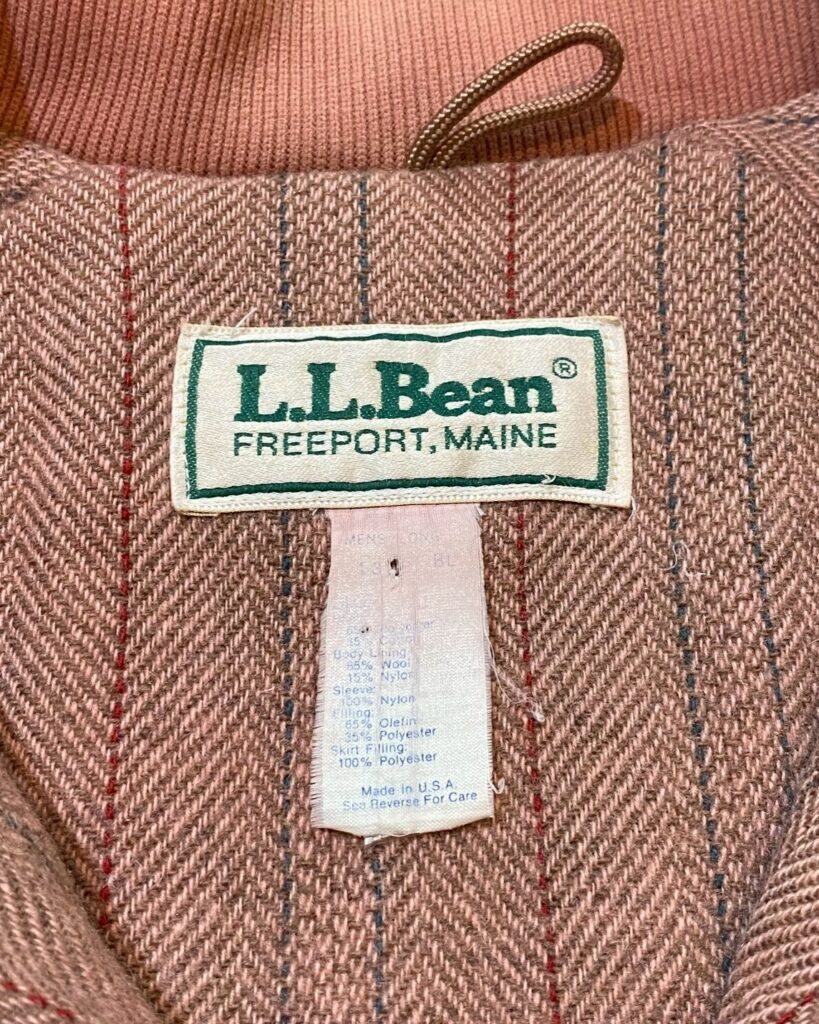 L.L.Bean®
FREEPORT, MAINE
MENS LONG
BL
Body Lining:
85% Wool
15% Nylon
Sleeve:
100% Nylon
Filling:
65% Olefin
35% Polyester
Skirt Filling:
100% Polyester
Made in U.S.A.
See Reverse For Care